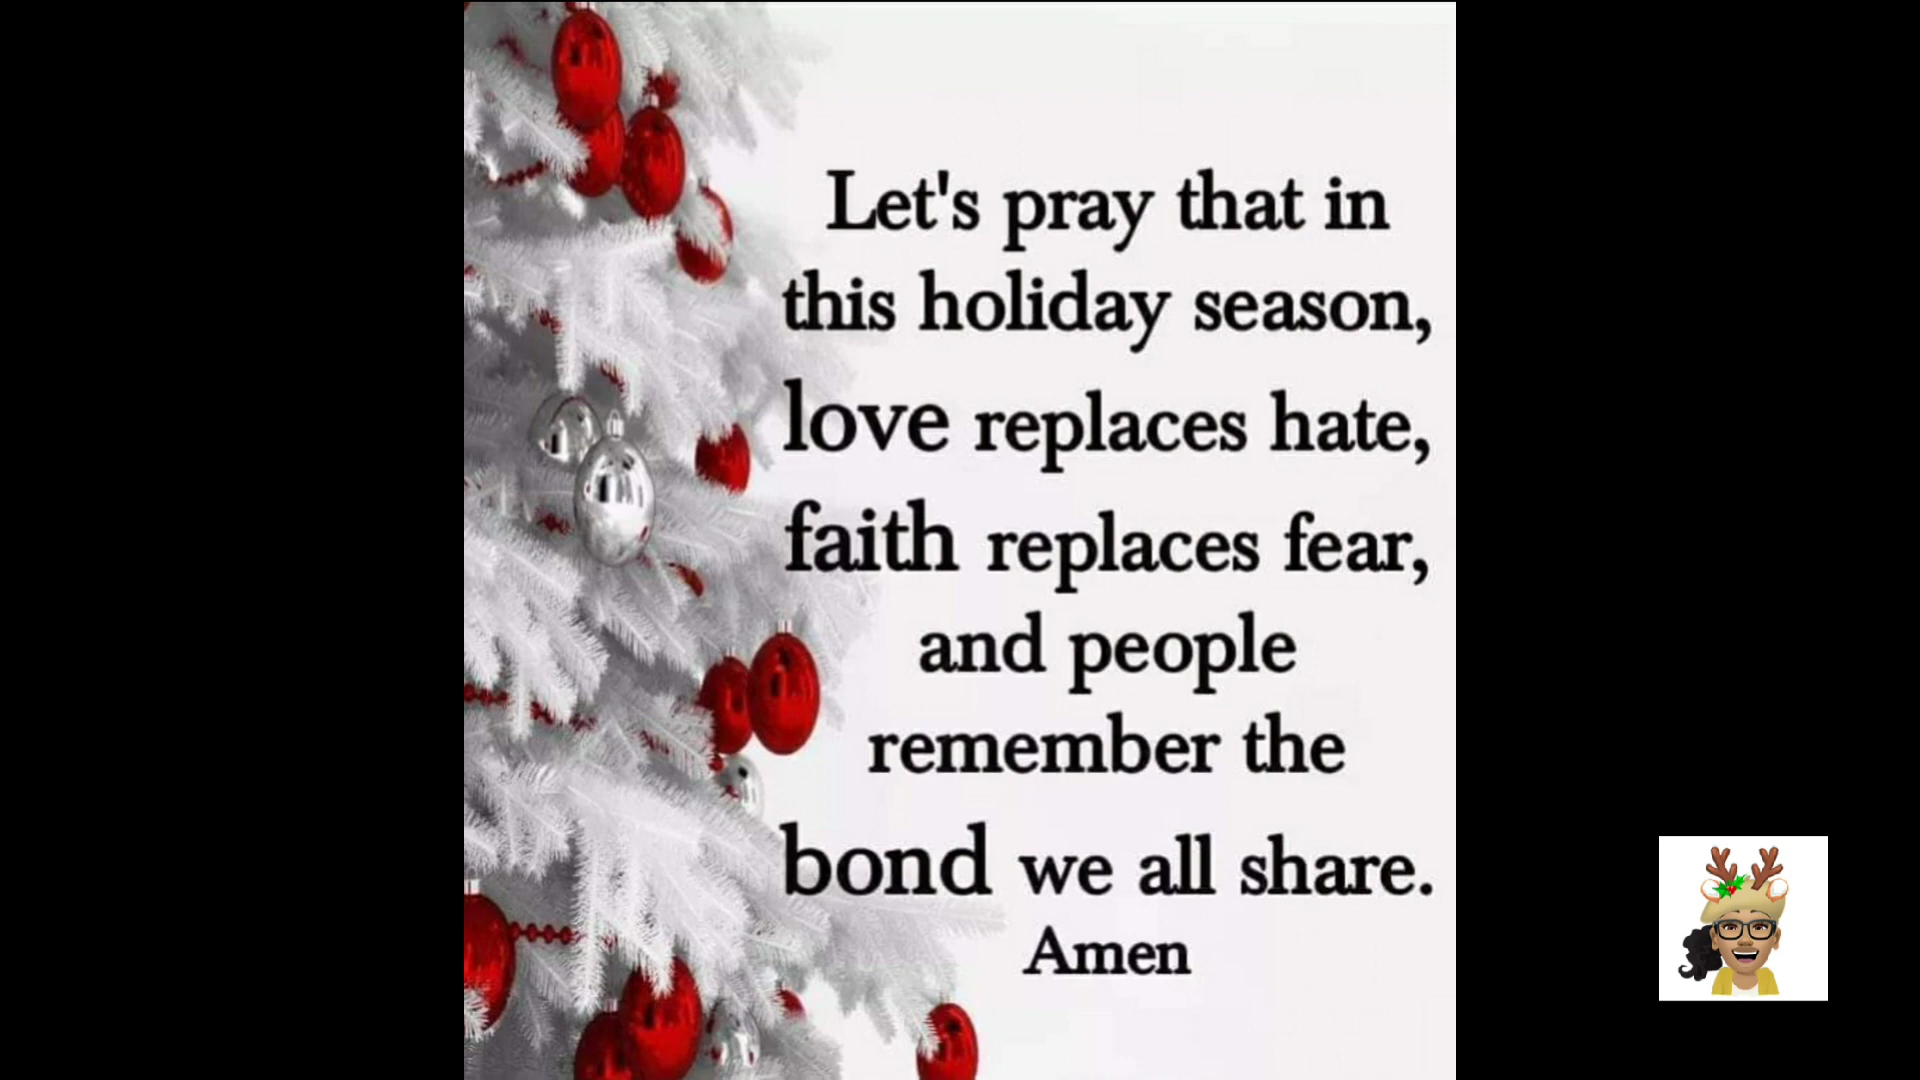 Let's pray that in
this holiday season,
love replaces hate,
faith replaces fear,
and people
remember the
bond we all share.
Amen